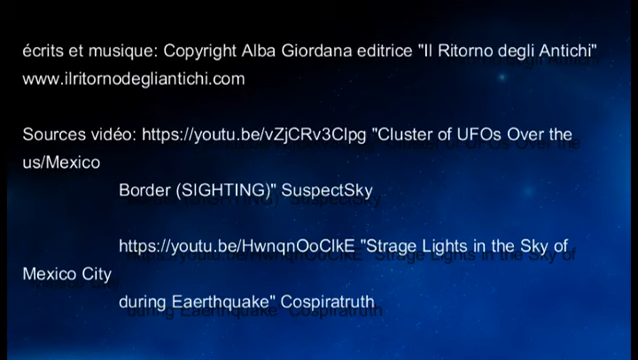 écrits et musique: Copyright Alba Giordana editrice "Il Ritorno degli Antichi"
www.ilritornodegliantichi.com
Sources vidéo: https://youtu.be/vZjCRv3Clpg "Cluster of UFOs Over the
us/Mexico
Border (SIGHTING)" SuspectSky
https://youtu.be/HwnqnOoClkE "Strage Lights in the Sky of
Mexico City
during Eaerthquake" Cospiratruth